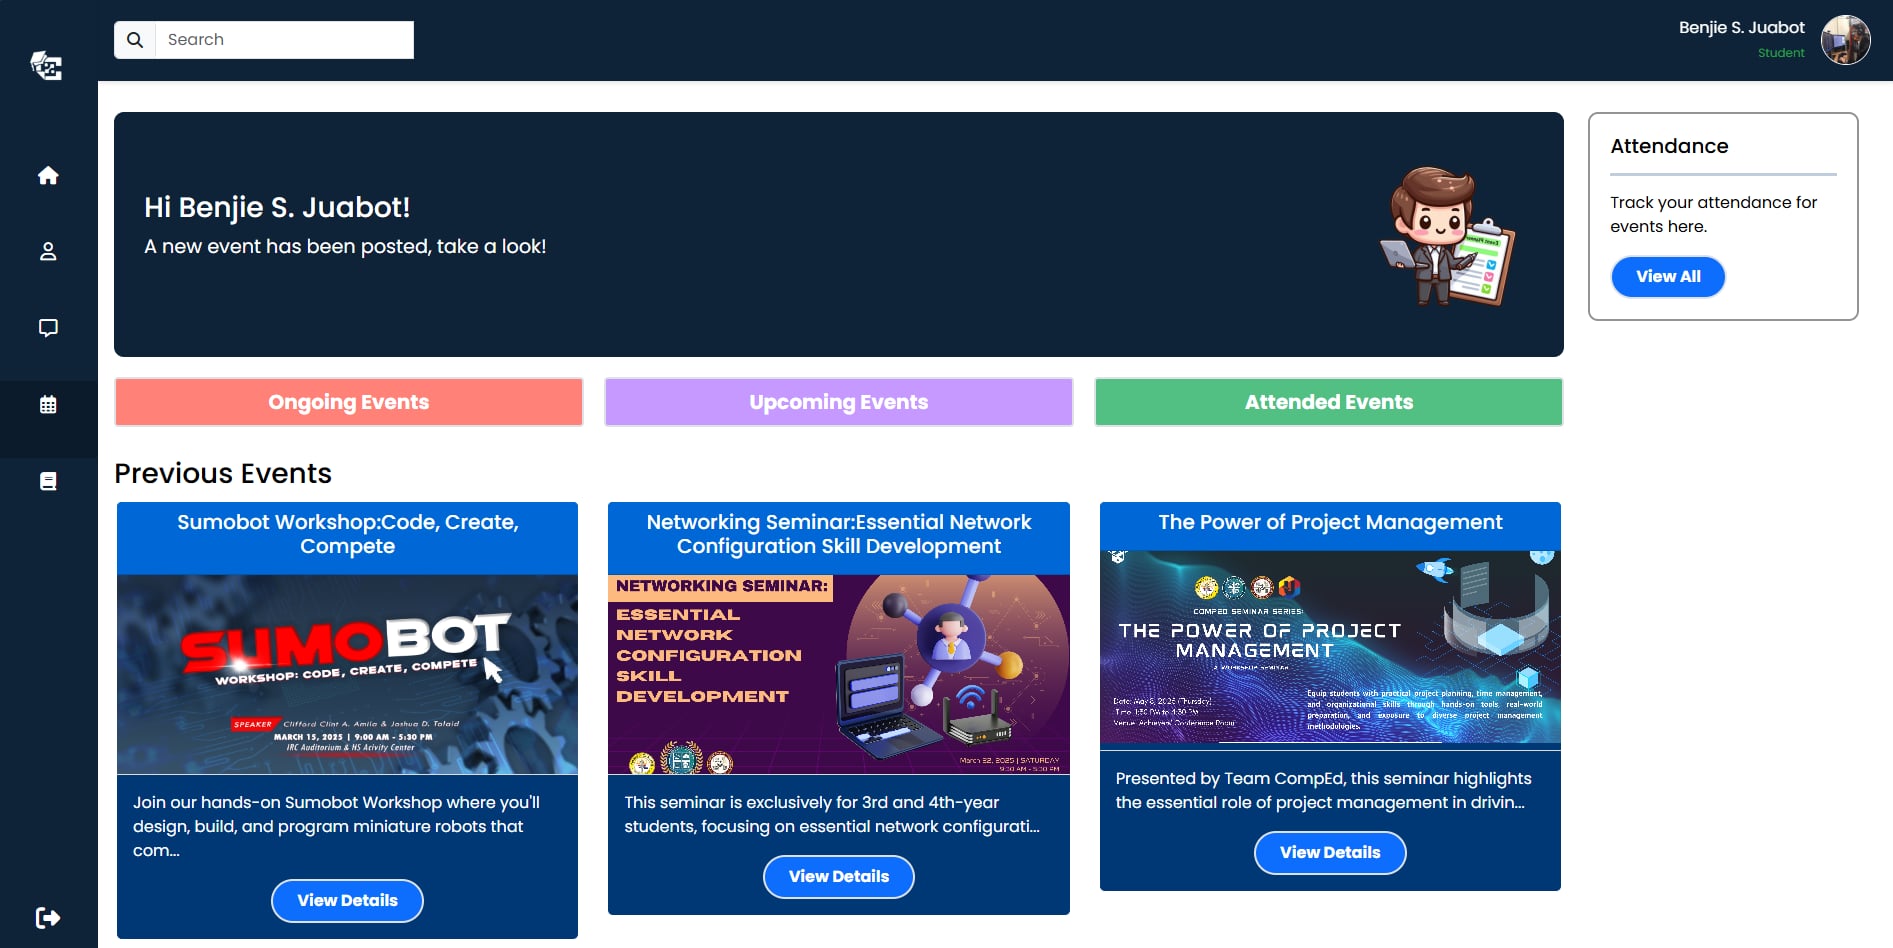 Search
Benjie S. Juabot
Student
Hi Benjie S. Juabot!
A new event has been posted, take a look!
Attendance
Track your attendance for
events here.
View All
Ongoing Events
Upcoming Events
Attended Events
Previous Events
Sumobot Workshop:Code, Create,
Compete
SUMOBOT
WORKSHOP: CODE, CREATE, COMPETE
SPEAKER Clifford Clint A. Amila & Joshua D. Tafaid
MARCH 15, 2025 | 9:00 AM - 5:30 PM
IRC Auditorium & HS Acivity Center
Join our hands-on Sumobot Workshop where you'll
design, build, and program miniature robots that
com...
View Details
Networking Seminar:Essential Network
Configuration Skill Development
NETWORKING SEMINAR:
ESSENTIAL
NETWORK
CONFIGURATION
SKILL
DEVELOPMENT
March 22, 2025 | SATURDAY
9:30 AM - 5:30 PM
This seminar is exclusively for 3rd and 4th-year
students, focusing on essential network configurati...
View Details
The Power of Project Management
COMPED SEMINAR SERIES:
THE POWER OF PROJECT
MANAGEMENT
A WORKSHOP SEMINAR
Equip students with practical project planning, time management,
and organizational skills through hands-on tools, real-world
preparation, and exposure to diverse project management
methodologies.
Date: May 8, 2025 (Thursday)
Time: 1:30 PM to 4:30 PM
Venue: Achievers' Conference Room
Presented by Team CompEd, this seminar highlights
the essential role of project management in drivin...
View Details